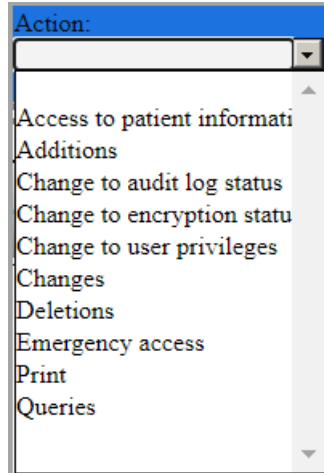 Action:
Access to patient informati
Additions
Change to audit log status
Change to encryption statu
Change to user privileges
Changes
Deletions
Emergency access
Print
Queries